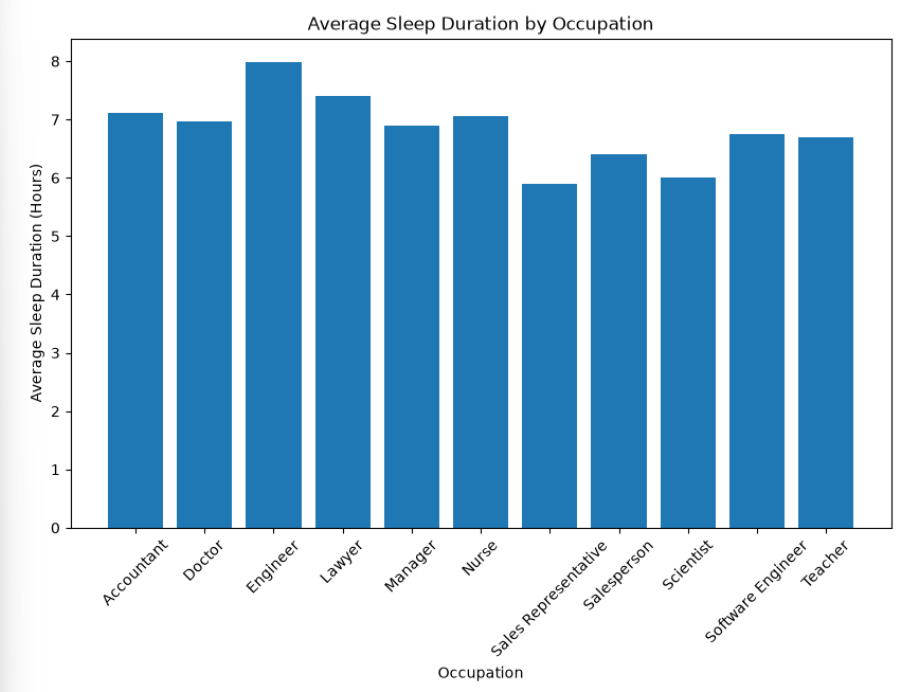 Average Sleep Duration by Occupation
Average Sleep Duration (Hours)
8
7
6
5
4
3
2
1
0
Accountant
Doctor
Engineer
Lawyer
Manager
Nurse
Sales Representative
Salesperson
Scientist
Software Engineer
Teacher
Occupation